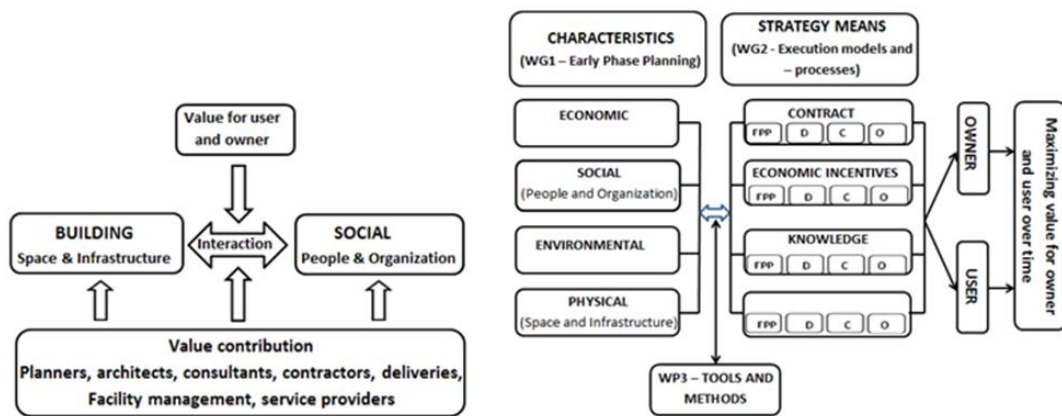 Value for user
and owner
BUILDING
Space & Infrastructure
Interaction
SOCIAL
People & Organization
Value contribution
Planners, architects, consultants, contractors, deliveries,
Facility management, service providers
CHARACTERISTICS
(WG1 – Early Phase Planning)
STRATEGY MEANS
(WG2 - Execution models and
– processes)
ECONOMIC
SOCIAL
(People and Organization)
ENVIRONMENTAL
PHYSICAL
(Space and Infrastructure)
CONTRACT
FPP D C O
ECONOMIC INCENTIVES
FPP D C O
KNOWLEDGE
FPP D C O
FPP D C O
WP3 – TOOLS AND
METHODS
OWNER
USER
Maximizing value for owner
and user over time